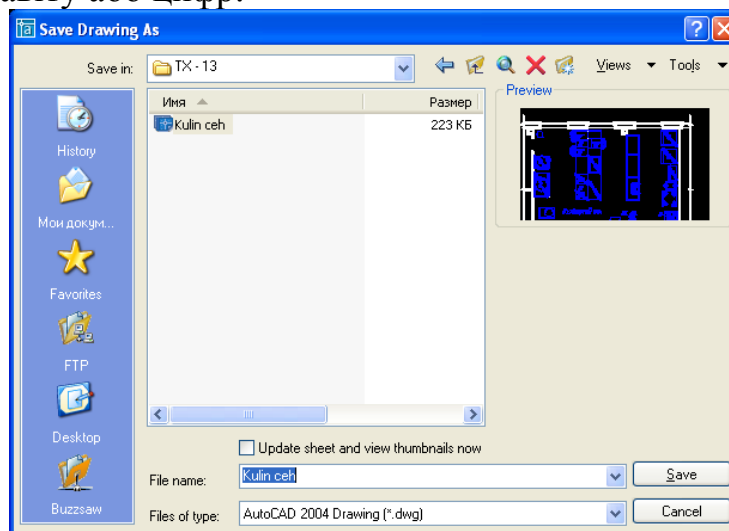 або цифр.
Save Drawing As
Save in:
TX - 13
Views
Tools
Имя
Размер
Preview
Kulin ceh
223 КБ
History
Мои докум...
Favorites
FTP
Desktop
Buzzsaw
Update sheet and view thumbnails now
File name:
Kulin ceh
Save
Files of type:
AutoCAD 2004 Drawing (*.dwg)
Cancel